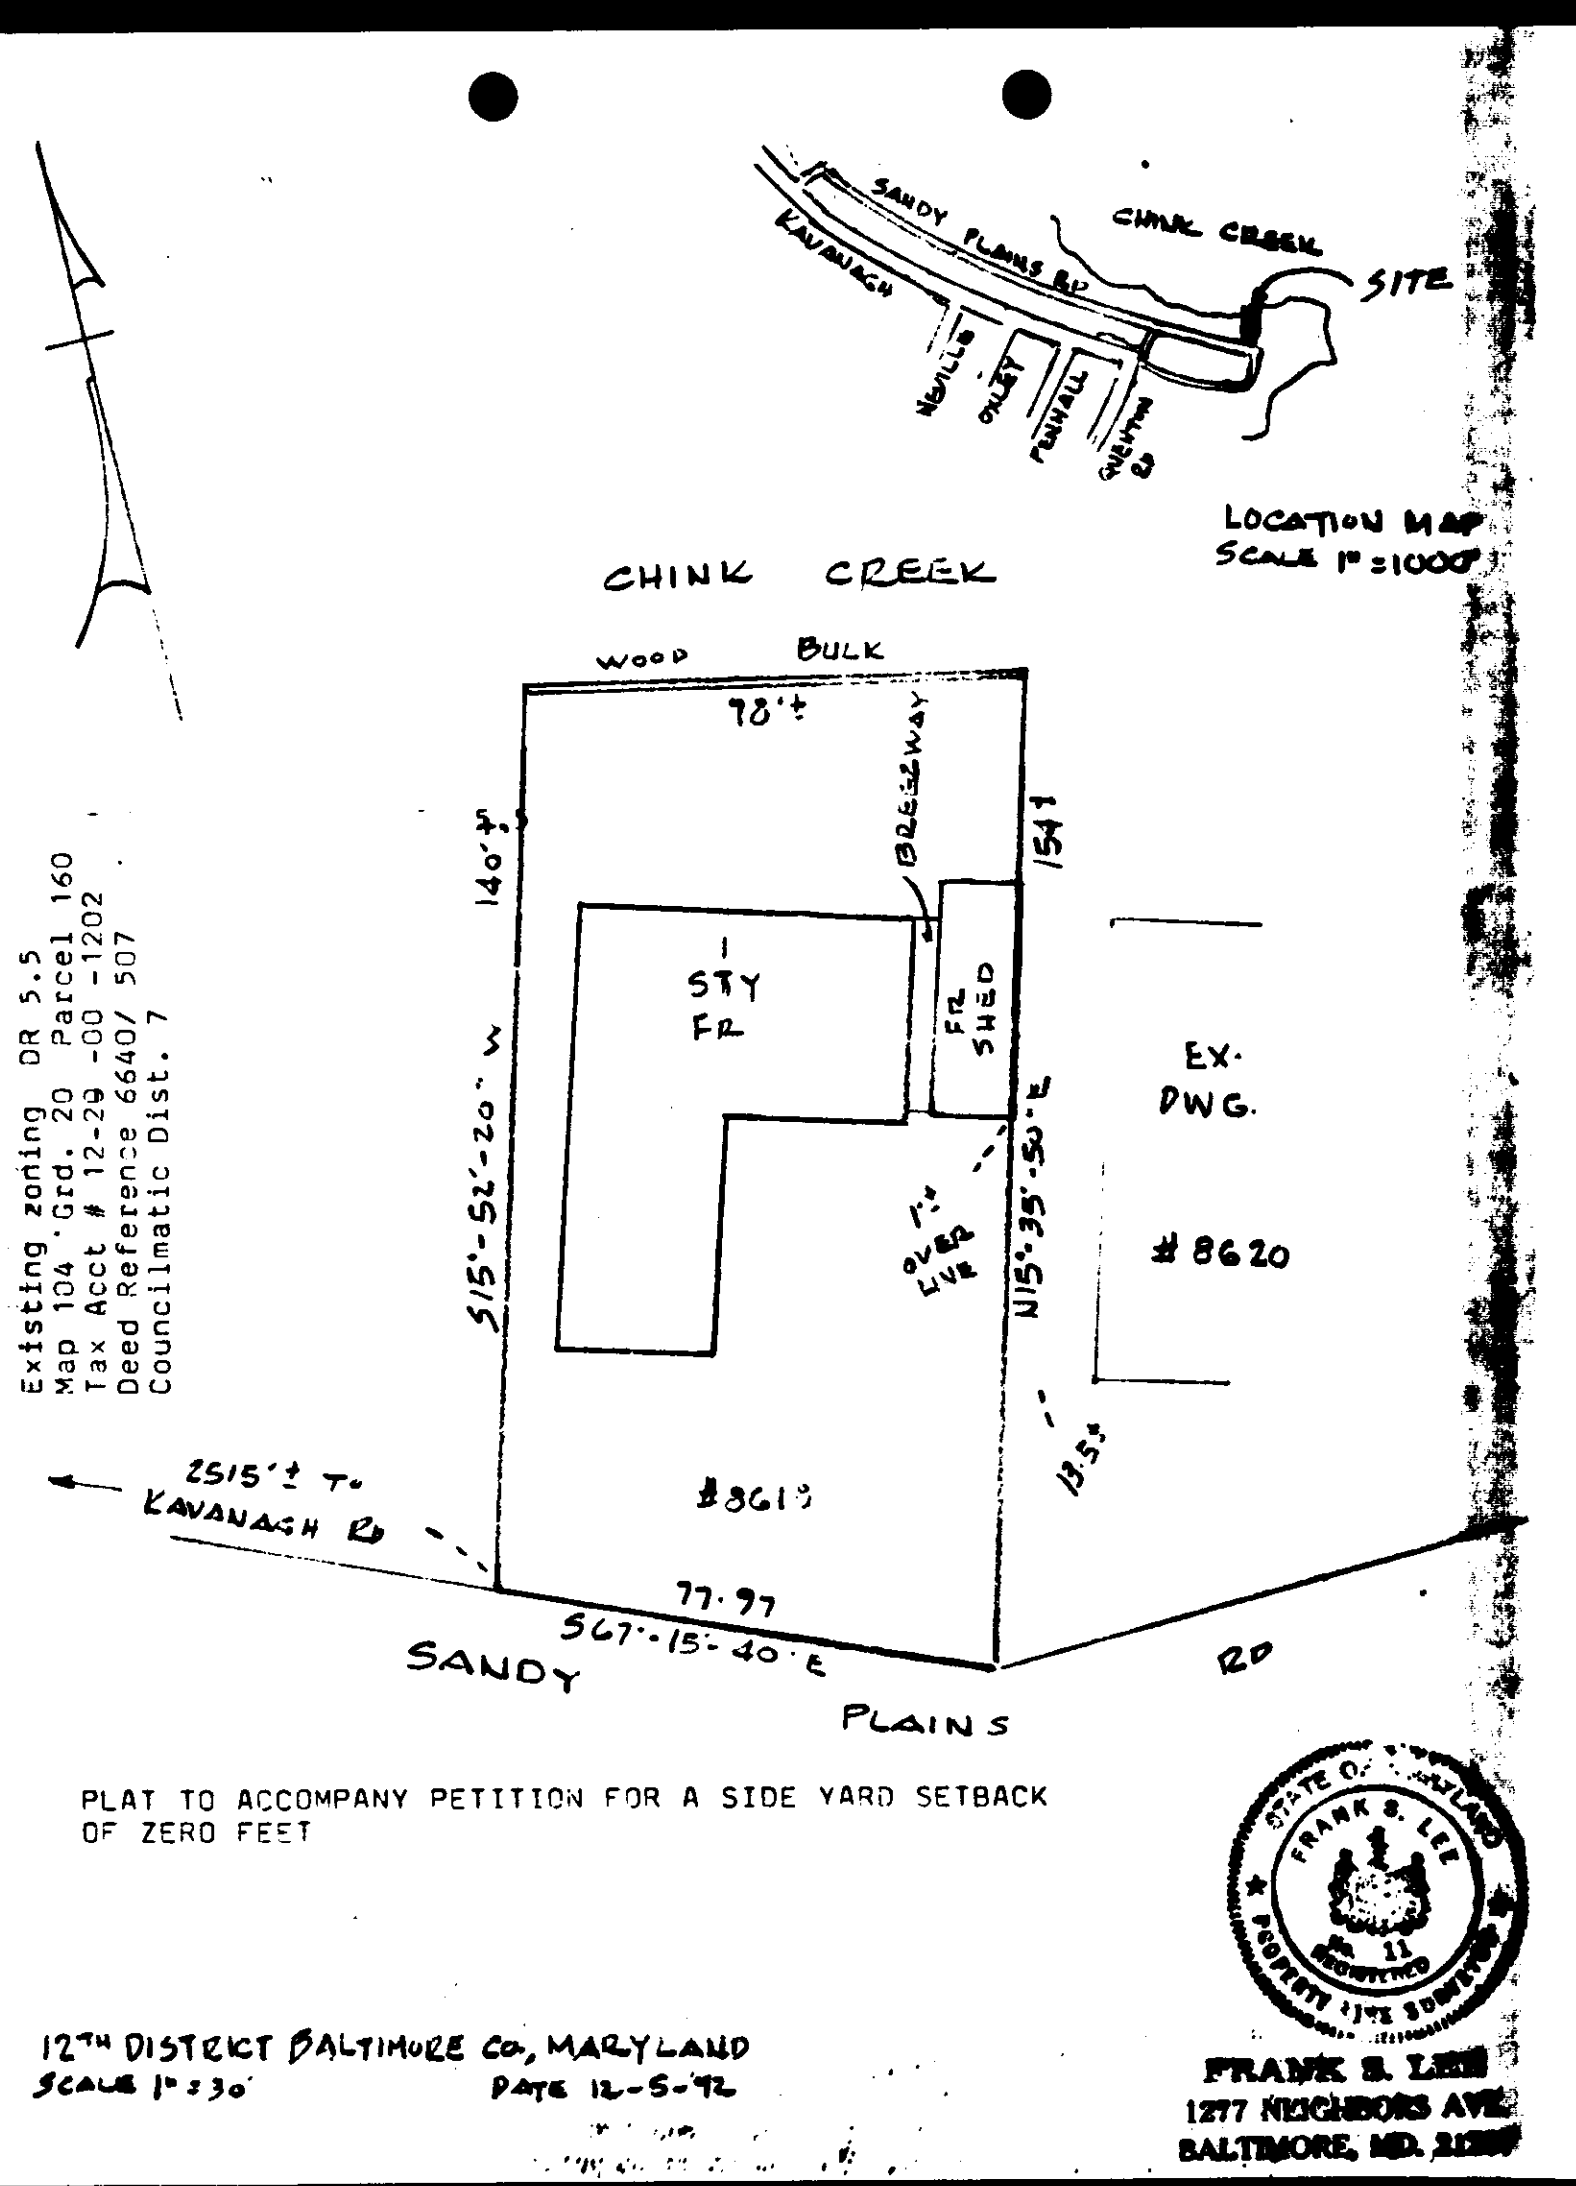 SANDY PLAINS RD
CHINK CREEK
KAVANAGH
SITE
NEVILLE
OXLEY
PENHALL
RD
LOCATION MAP
SCALE 1" = 1000'
CHINK CREEK
WOOD BULK
78'±
BREEZWAY
140'±
154'±
1
STY
FR
FR
SHED
EX.
DWG.
# 8620
S15°-52'-20" W
N15°-35'-50" E
OVER
LINE
13.5±
Existing zoning DR 5.5
Map 104 Grd. 20 Parcel 160
Tax Acct # 12-29 -00 -1202
Deed Reference 6640/ 507
Councilmatic Dist. 7
2515'± TO
KAVANAGH RD
#8618
77.97
S67°-15'-40" E
SANDY PLAINS RD
PLAT TO ACCOMPANY PETITION FOR A SIDE YARD SETBACK
OF ZERO FEET
STATE OF MARYLAND
FRANK S. LEE
No. 11
REGISTERED
PROPERTY LINE SURVEYOR
12TH DISTRICT BALTIMORE CO, MARYLAND
SCALE 1" = 30' DATE 12-5-92
FRANK S. LEE
1277 NEIGHBORS AVE.
BALTIMORE, MD.